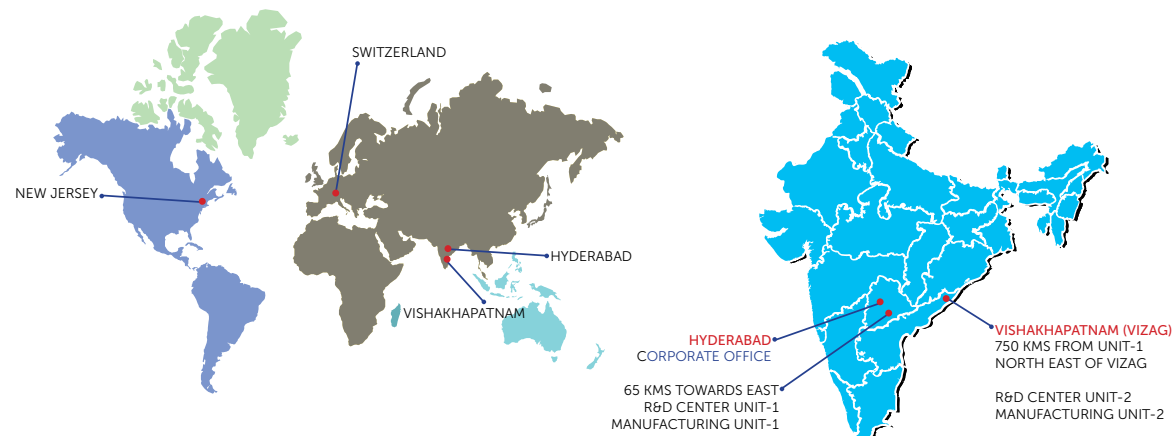 SWITZERLAND
NEW JERSEY
HYDERABAD
VISHAKHAPATNAM
HYDERABAD
CORPORATE OFFICE
65 KMS TOWARDS EAST
R&D CENTER UNIT-1
MANUFACTURING UNIT-1
VISHAKHAPATNAM (VIZAG)
750 KMS FROM UNIT-1
NORTH EAST OF VIZAG
R&D CENTER UNIT-2
MANUFACTURING UNIT-2